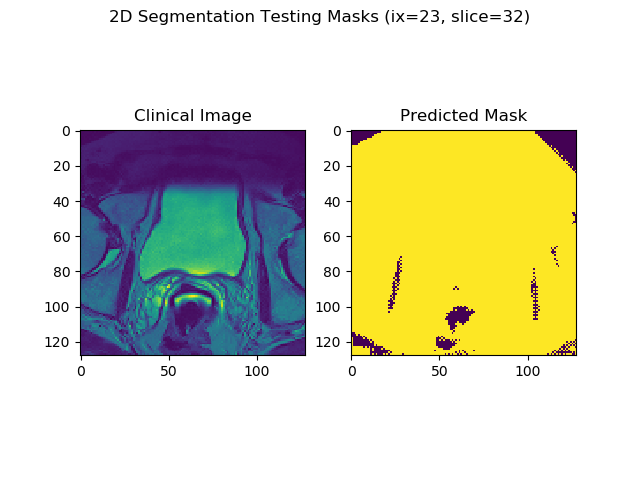 2D Segmentation Testing Masks (ix=23, slice=32)
Clinical Image Predicted Mask
0 0
20 20
40 40
60 60
80 80
100 100
120 120
0 50 100 0 50 100